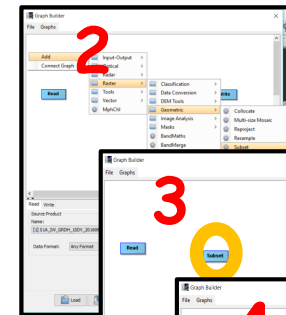 Graph Builder
File Graphs
2
Add
Connect Graph
Input-Output
Optical
Radar
Raster
Tools
Vector
MphChl
Classification
Data Conversion
DEM Tools
Geometric
Image Analysis
Masks
BandMaths
BandMerge
Collocate
Multi-size Mosaic
Reproject
Resample
Subset
Read
Write
Read Write
Source Product
Name:
Data Format: Any Format
Load
Graph Builder
File Graphs
3
Read
Subset
Graph Builder
File Graphs